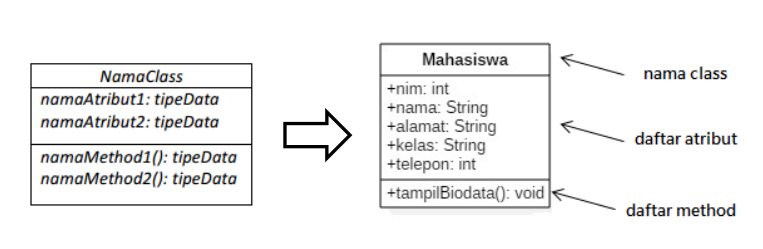 NamaClass
namaAtribut1: tipeData
namaAtribut2: tipeData
namaMethod1(): tipeData
namaMethod2(): tipeData
Mahasiswa
+nim: int
+nama: String
+alamat: String
+kelas: String
+telepon: int
+tampilBiodata(): void
nama class
daftar atribut
daftar method